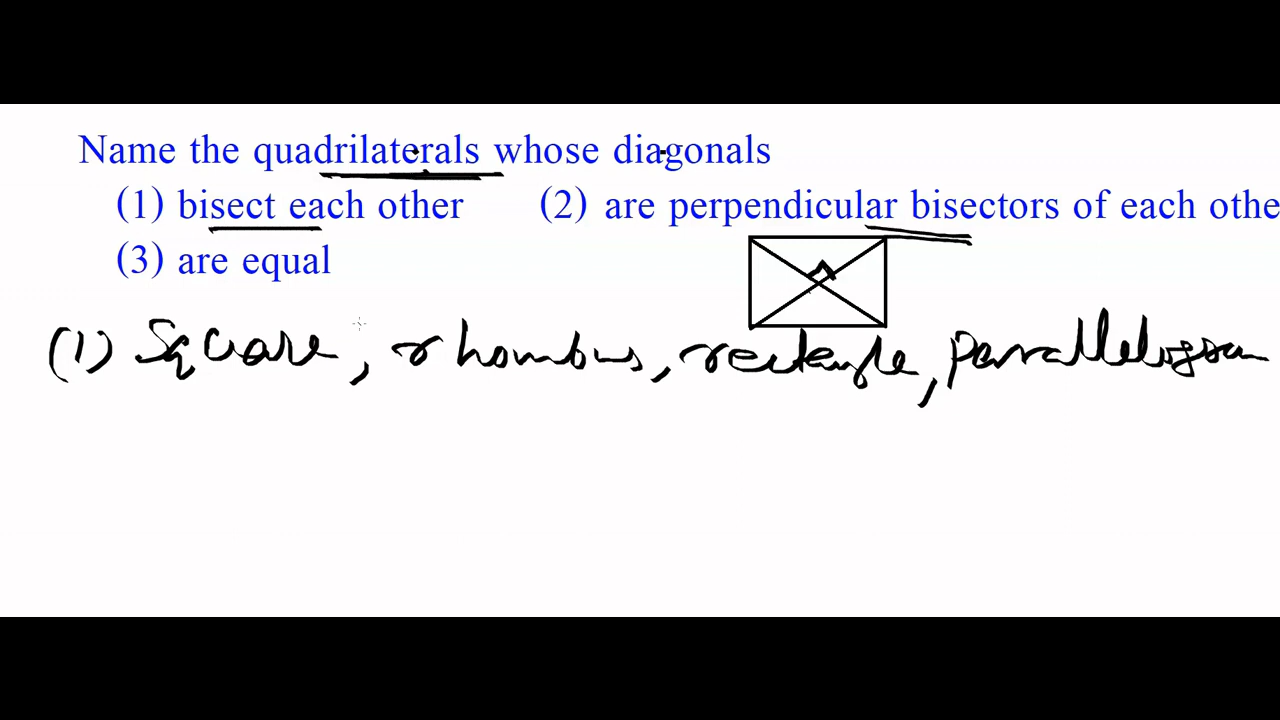 Name the quadrilaterals whose diagonals
(1) bisect each other (2) are perpendicular bisectors of each othe
(3) are equal
(1) Square, rhombus, rectangle, parallelogram